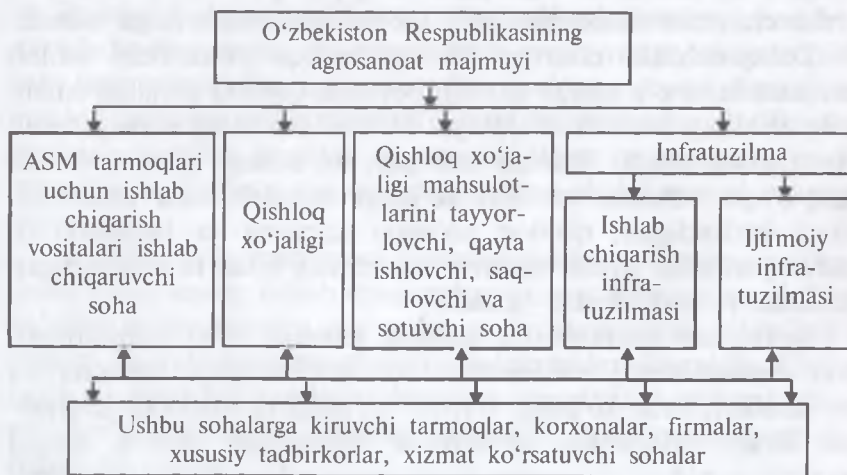 O‘zbekiston Respublikasining
agrosanoat majmuyi
ASM tarmoqlari
uchun ishlab
chiqarish
vositalari ishlab
chiqaruvchi
soha
Qishloq
xo‘jaligi
Qishloq xo‘ja-
ligi mahsulot-
larini tayyor-
lovchi, qayta
ishlovchi, saq-
lovchi va
sotuvchi soha
Infratuzilma
Ishlab
chiqarish
infra-
tuzilmasi
Ijtimoiy
infra-
tuzilmasi
Ushbu sohalarga kiruvchi tarmoqlar, korxonalar, firmalar,
xususiy tadbirkorlar, xizmat ko‘rsatuvchi sohalar